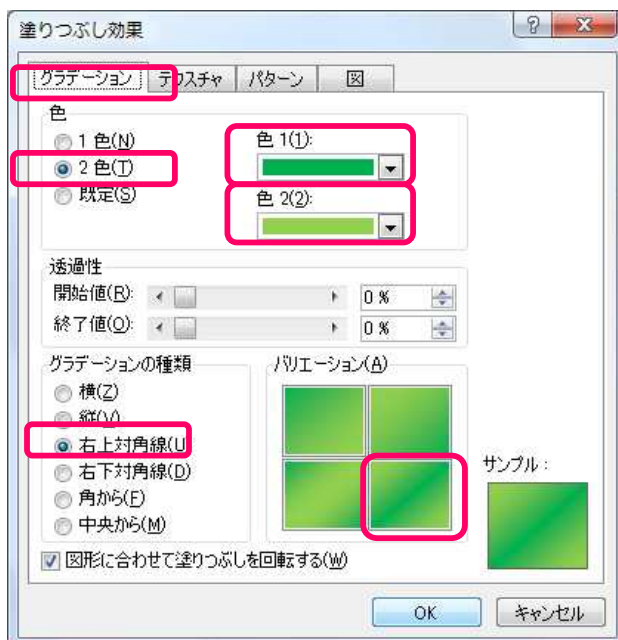 塗りつぶし効果
グラデーション テクスチャ パターン 図
色
1 色(N)
2 色(T)
既定(S)
色 1(1):
色 2(2):
透過性
開始値(R): 0 %
終了値(O): 0 %
グラデーションの種類
横(Z)
縦(V)
右上対角線(U
右下対角線(D)
角から(F)
中央から(M)
バリエーション(A)
サンプル :
図形に合わせて塗りつぶしを回転する(W)
OK キャンセル